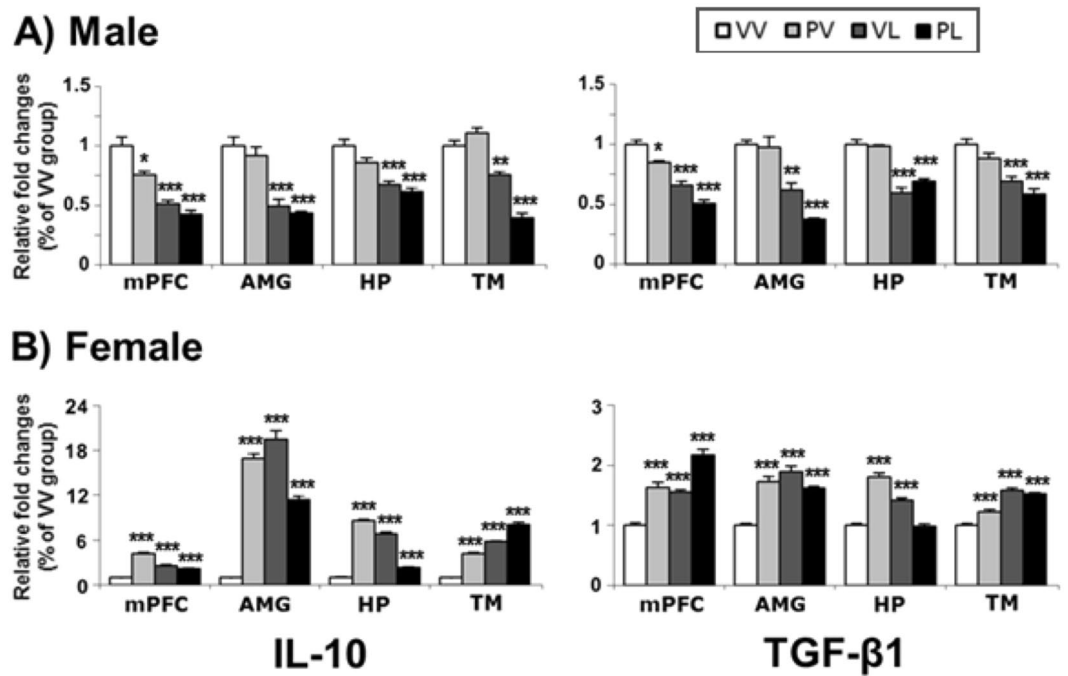 A) Male
VV PV VL PL
Relative fold changes
(% of VV group)
1.5
1
0.5
0
* *** ***
*** ***
*** ***
** ***
mPFC AMG HP TM
1.5
1
0.5
0
* *** ***
** ***
*** ***
*** ***
mPFC AMG HP TM
B) Female
Relative fold changes
(% of VV group)
24
18
12
6
0
*** *** ***
*** *** ***
*** *** ***
*** *** ***
mPFC AMG HP TM
IL-10
3
2
1
0
*** *** ***
*** *** ***
*** ***
*** *** ***
mPFC AMG HP TM
TGF-β1